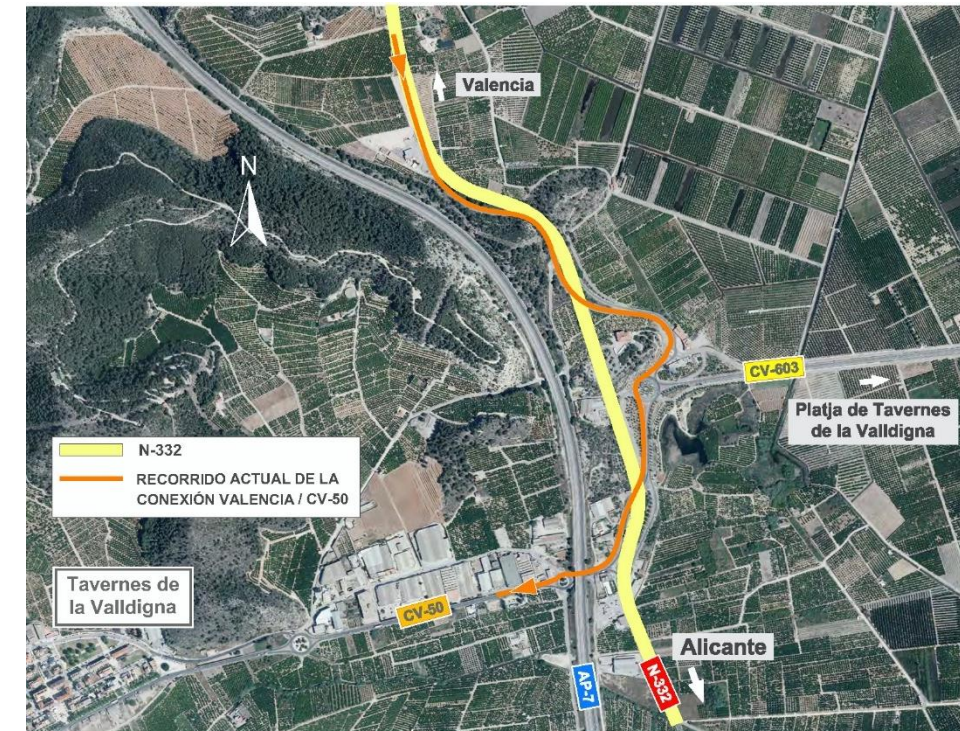 Valencia
N
CV-603
Platja de Tavernes
de la Valldigna
N-332
RECORRIDO ACTUAL DE LA
CONEXIÓN VALENCIA / CV-50
Tavernes de
la Valldigna
CV-50
Alicante
AP-7
N-332